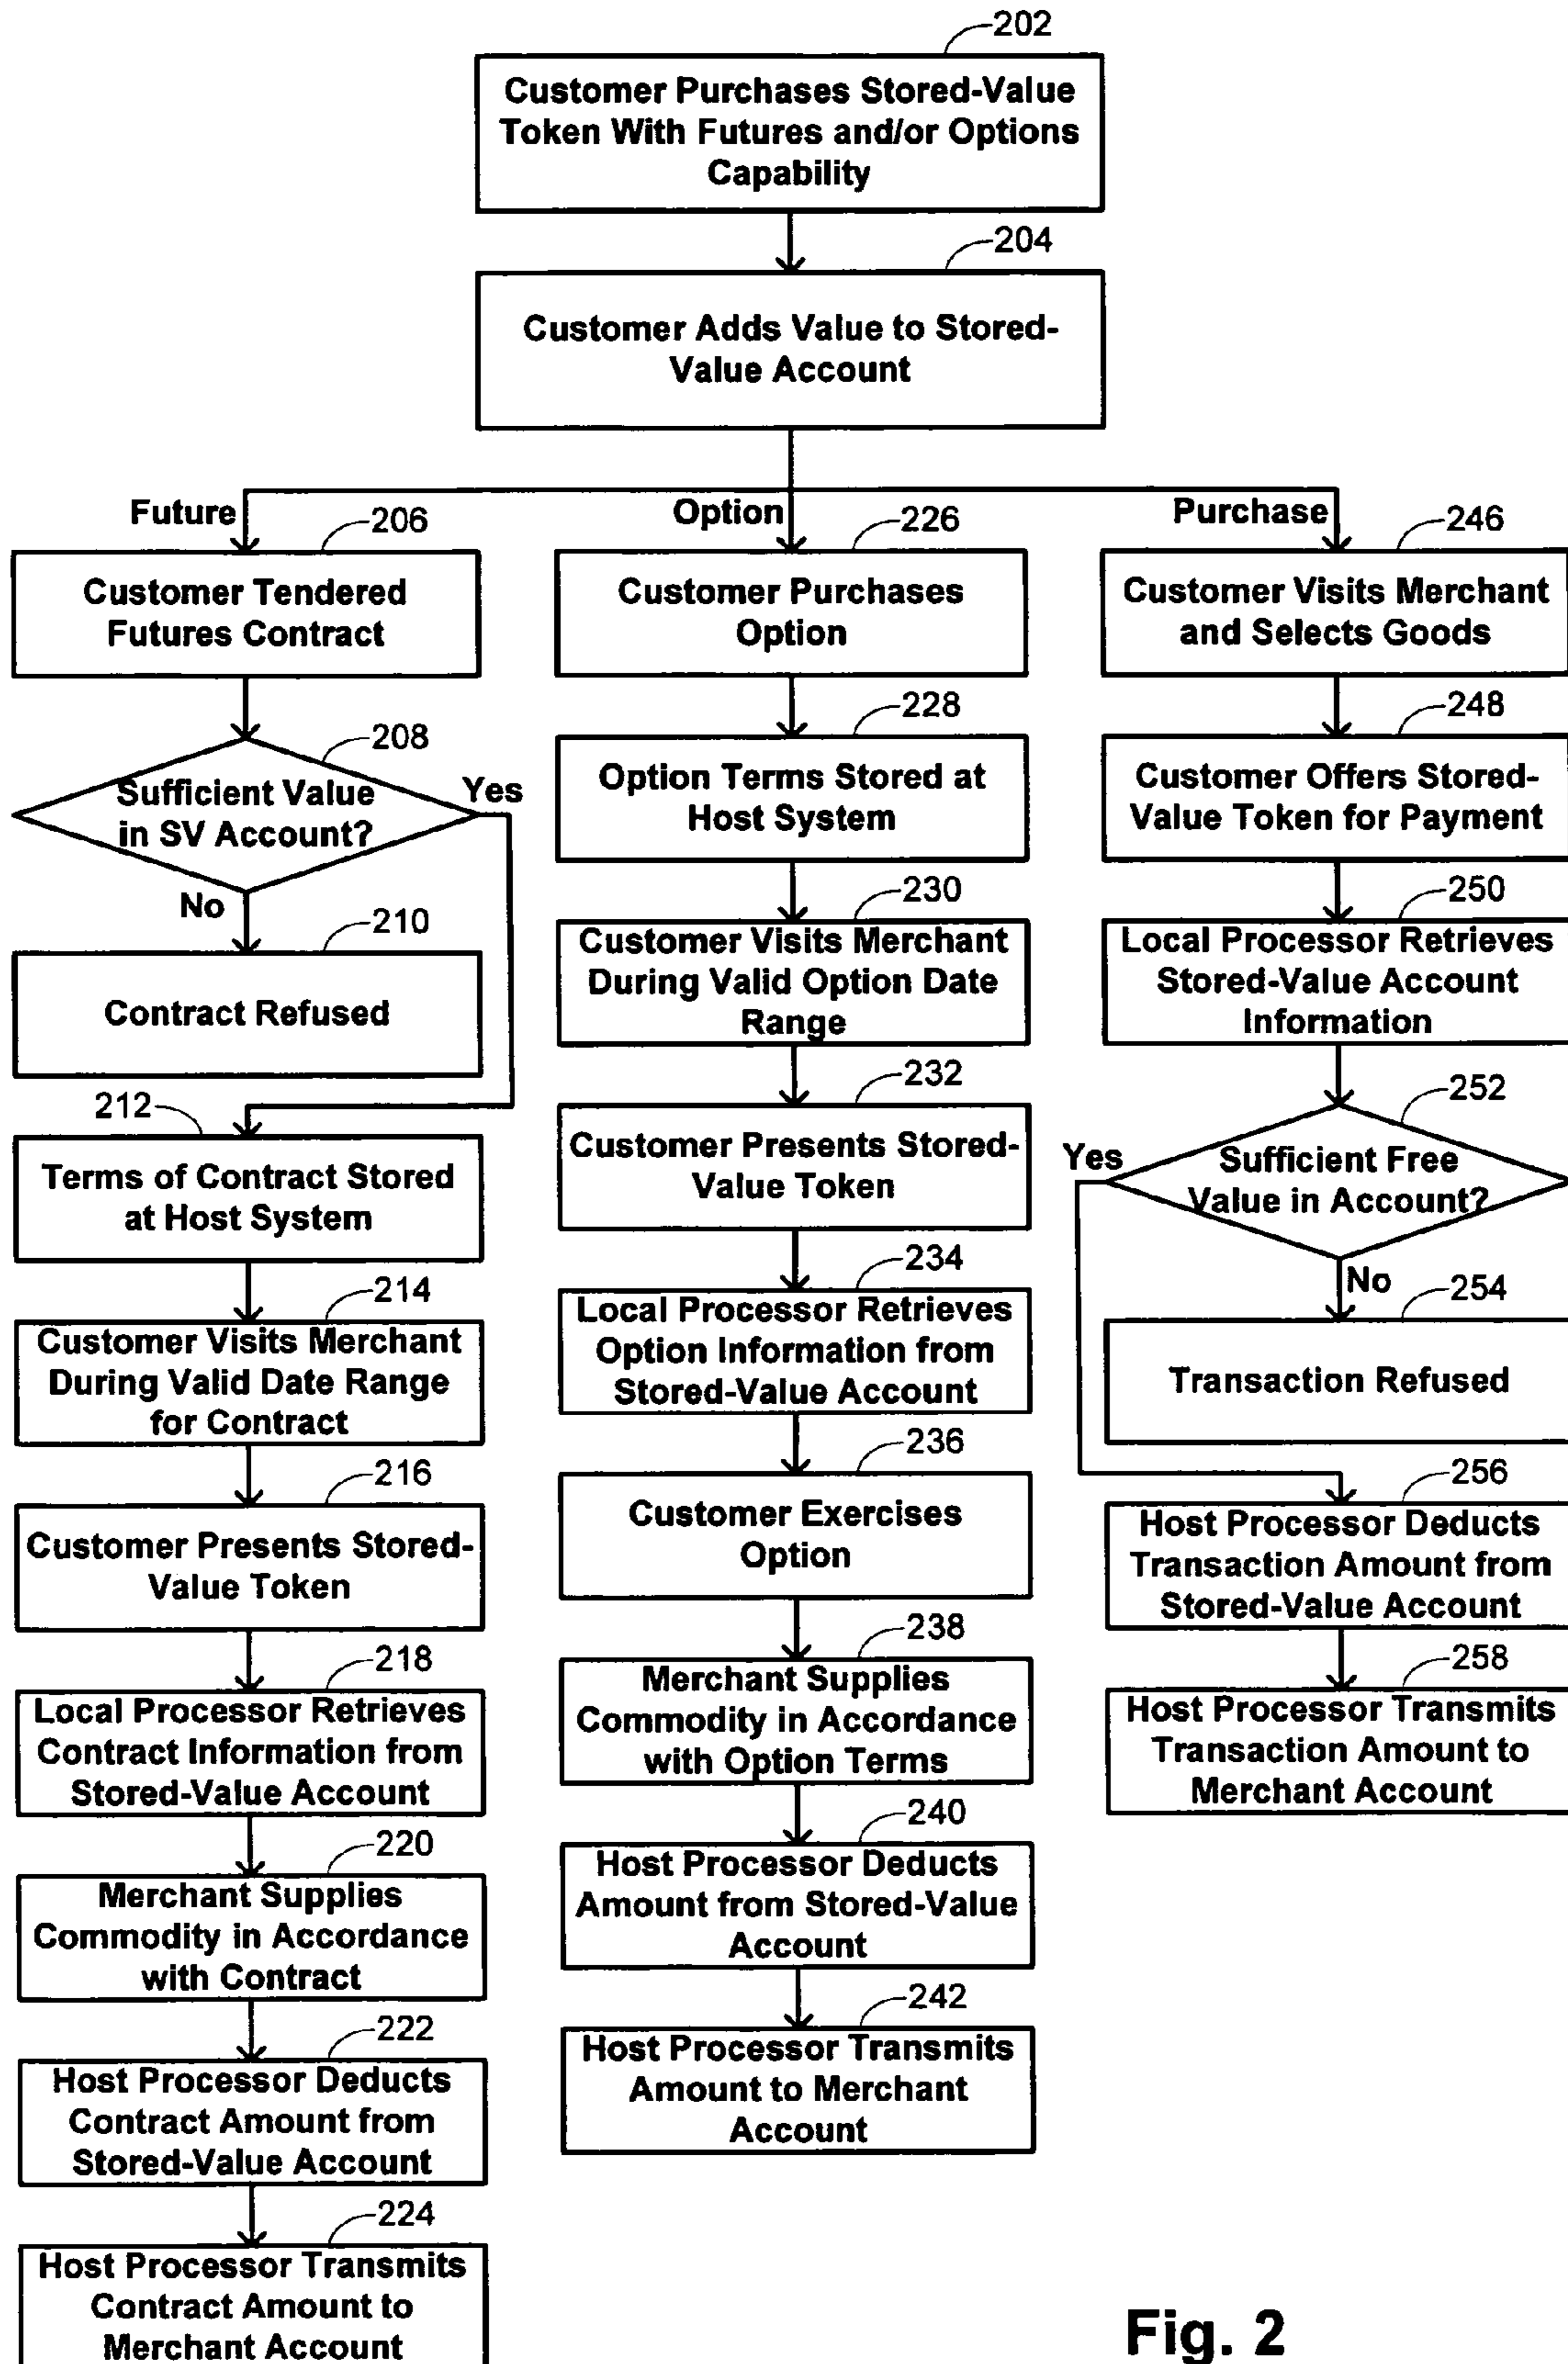 202
Customer Purchases Stored-Value
Token With Futures and/or Options
Capability
204
Customer Adds Value to Stored-
Value Account
Future
206
Customer Tendered
Futures Contract
208
Sufficient Value
in SV Account?
Yes
No
210
Contract Refused
212
Terms of Contract Stored
at Host System
214
Customer Visits Merchant
During Valid Date Range
for Contract
216
Customer Presents Stored-
Value Token
218
Local Processor Retrieves
Contract Information from
Stored-Value Account
220
Merchant Supplies
Commodity in Accordance
with Contract
222
Host Processor Deducts
Contract Amount from
Stored-Value Account
224
Host Processor Transmits
Contract Amount to
Merchant Account
Option
226
Customer Purchases
Option
228
Option Terms Stored at
Host System
230
Customer Visits Merchant
During Valid Option Date
Range
232
Customer Presents Stored-
Value Token
234
Local Processor Retrieves
Option Information from
Stored-Value Account
236
Customer Exercises
Option
238
Merchant Supplies
Commodity in Accordance
with Option Terms
240
Host Processor Deducts
Amount from Stored-Value
Account
242
Host Processor Transmits
Amount to Merchant
Account
Purchase
246
Customer Visits Merchant
and Selects Goods
248
Customer Offers Stored-
Value Token for Payment
250
Local Processor Retrieves
Stored-Value Account
Information
252
Yes
Sufficient Free
Value in Account?
No
254
Transaction Refused
256
Host Processor Deducts
Transaction Amount from
Stored-Value Account
258
Host Processor Transmits
Transaction Amount to
Merchant Account
Fig. 2